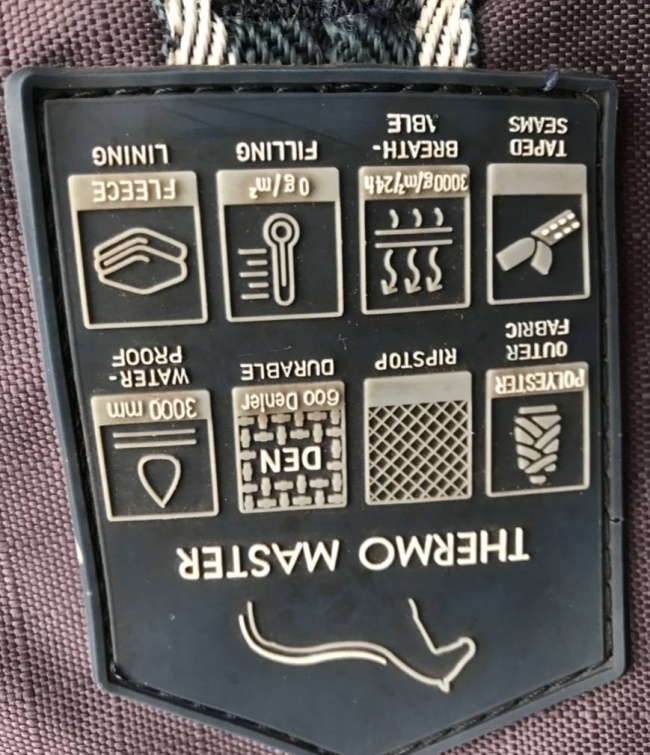 THERMO MASTER
DEN
POLYESTER
OUTER
FABRIC
RIPSTOP
600 Denier
DURABLE
3000 mm
WATER-
PROOF
TAPED
SEAMS
3000g/m²/24h
BREATH-
ABLE
0 g/m²
FILLING
FLEECE
LINING